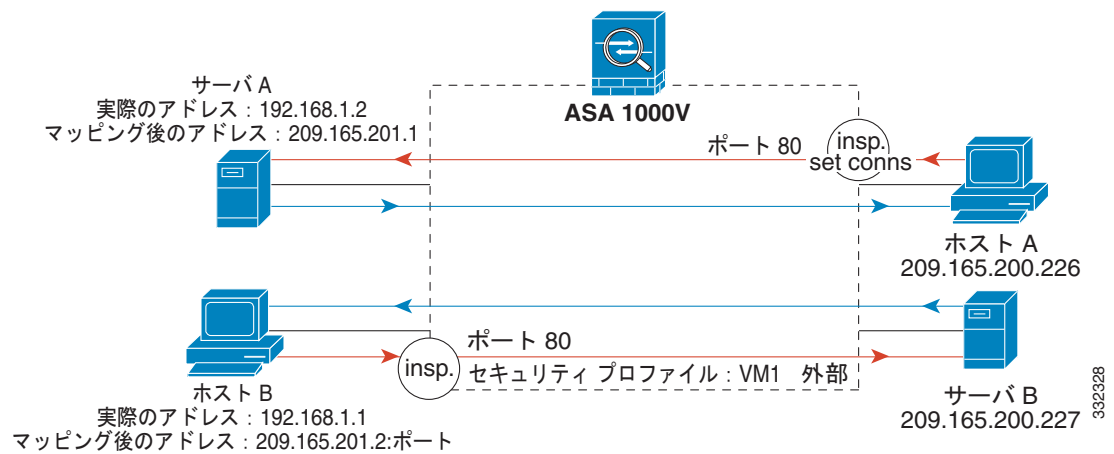 サーバ A
実際のアドレス : 192.168.1.2
マッピング後のアドレス : 209.165.201.1
ASA 1000V
ポート 80
insp.
set conns
ホスト A
209.165.200.226
ポート 80
insp.
セキュリティ プロファイル : VM1 外部
ホスト B
実際のアドレス : 192.168.1.1
マッピング後のアドレス : 209.165.201.2:ポート
サーバ B
209.165.200.227
332328